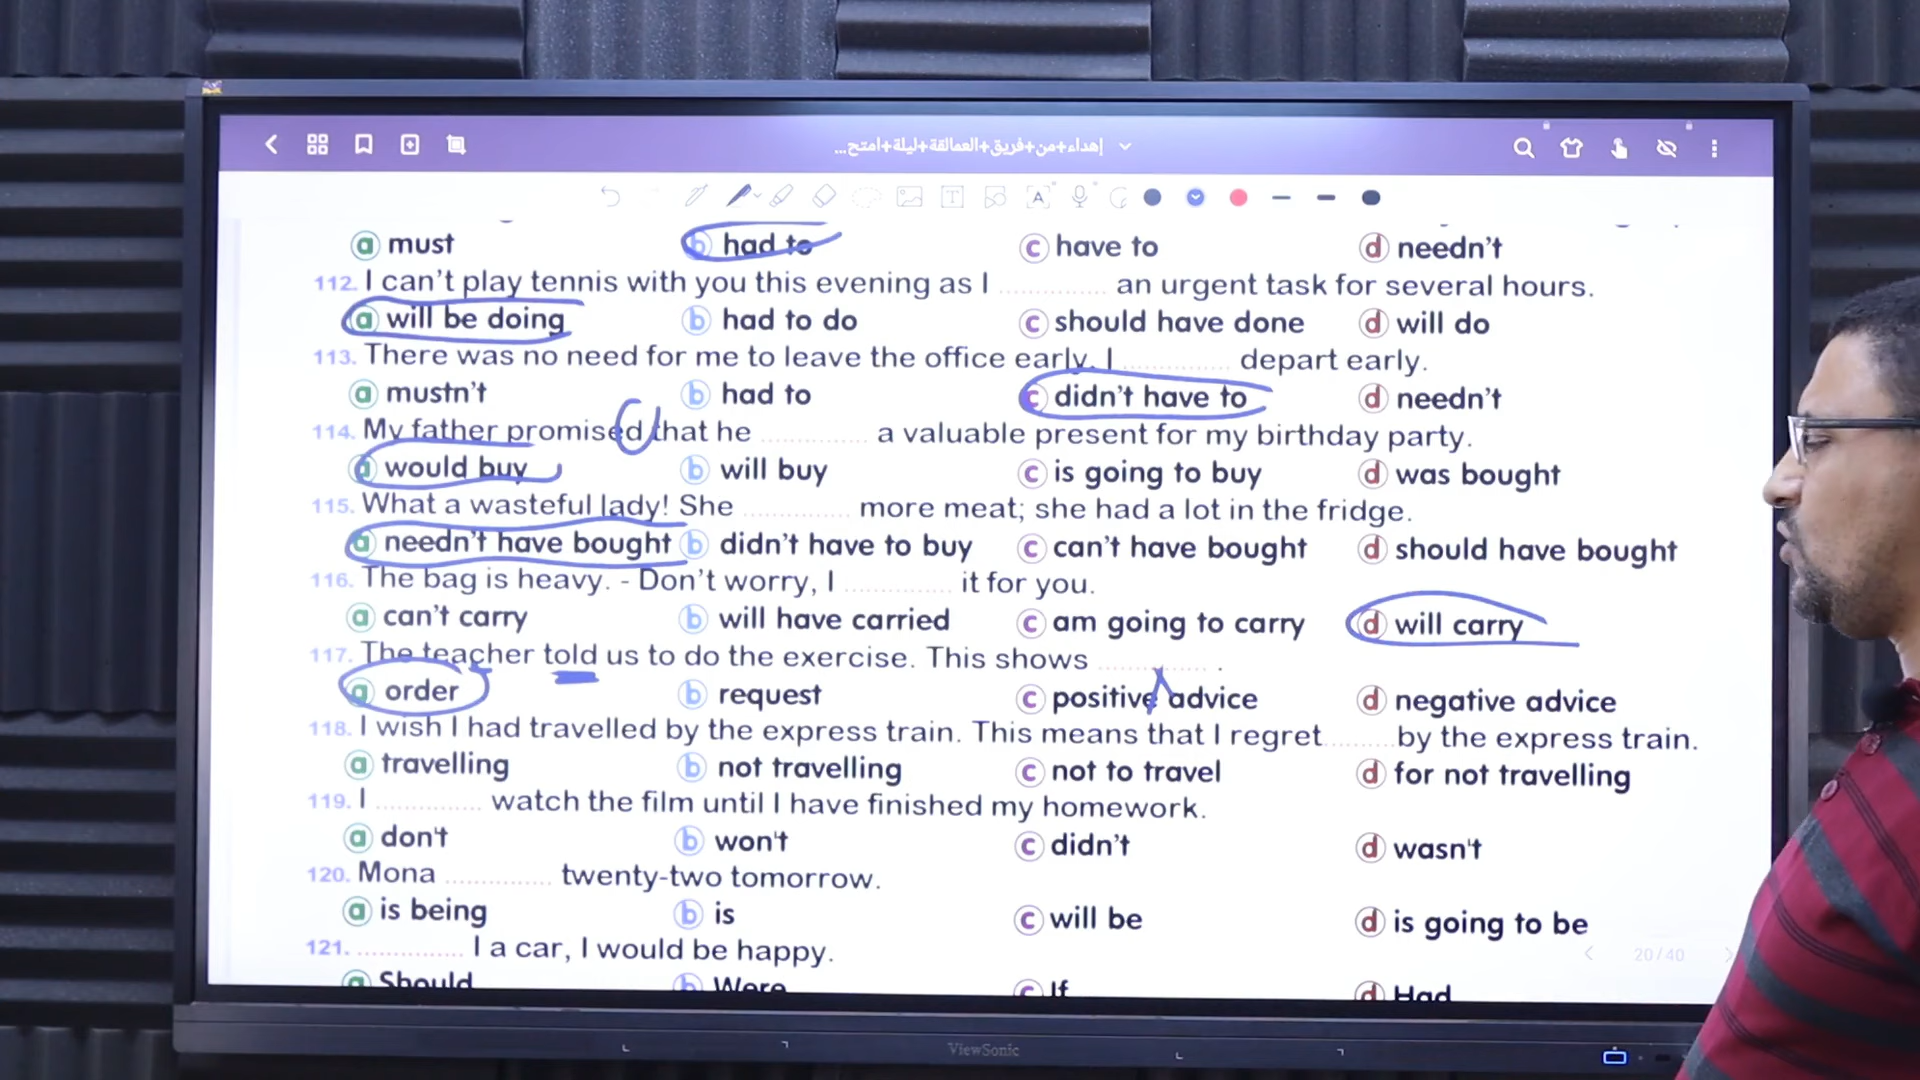 إهداء+من+فريق+العمالقة+ليلة+امتح...
a must b had to c have to d needn't
112. I can't play tennis with you this evening as I ............ an urgent task for several hours.
a will be doing b had to do c should have done d will do
113. There was no need for me to leave the office early. I ............ depart early.
a mustn't b had to c didn't have to d needn't
114. My father promised that he ............ a valuable present for my birthday party.
a would buy b will buy c is going to buy d was bought
115. What a wasteful lady! She ............ more meat; she had a lot in the fridge.
a needn't have bought b didn't have to buy c can't have bought d should have bought
116. The bag is heavy. - Don't worry, I ............ it for you.
a can't carry b will have carried c am going to carry d will carry
117. The teacher told us to do the exercise. This shows ............ .
a order b request c positive advice d negative advice
118. I wish I had travelled by the express train. This means that I regret ........ by the express train.
a travelling b not travelling c not to travel d for not travelling
119. I ............ watch the film until I have finished my homework.
a don't b won't c didn't d wasn't
120. Mona ............ twenty-two tomorrow.
a is being b is c will be d is going to be
121. ............ I a car, I would be happy.
a Should b Were c If d Had
20/40
ViewSonic